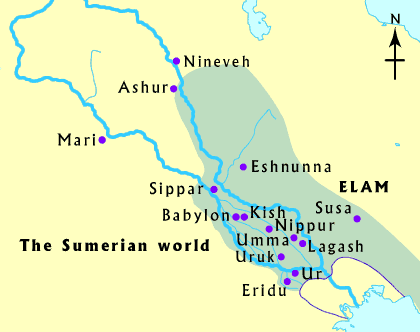 N
Nineveh
Ashur
Mari
Eshnunna
Sippar
ELAM
Babylon
Kish
Susa
Nippur
The Sumerian world
Umma
Lagash
Uruk
Ur
Eridu